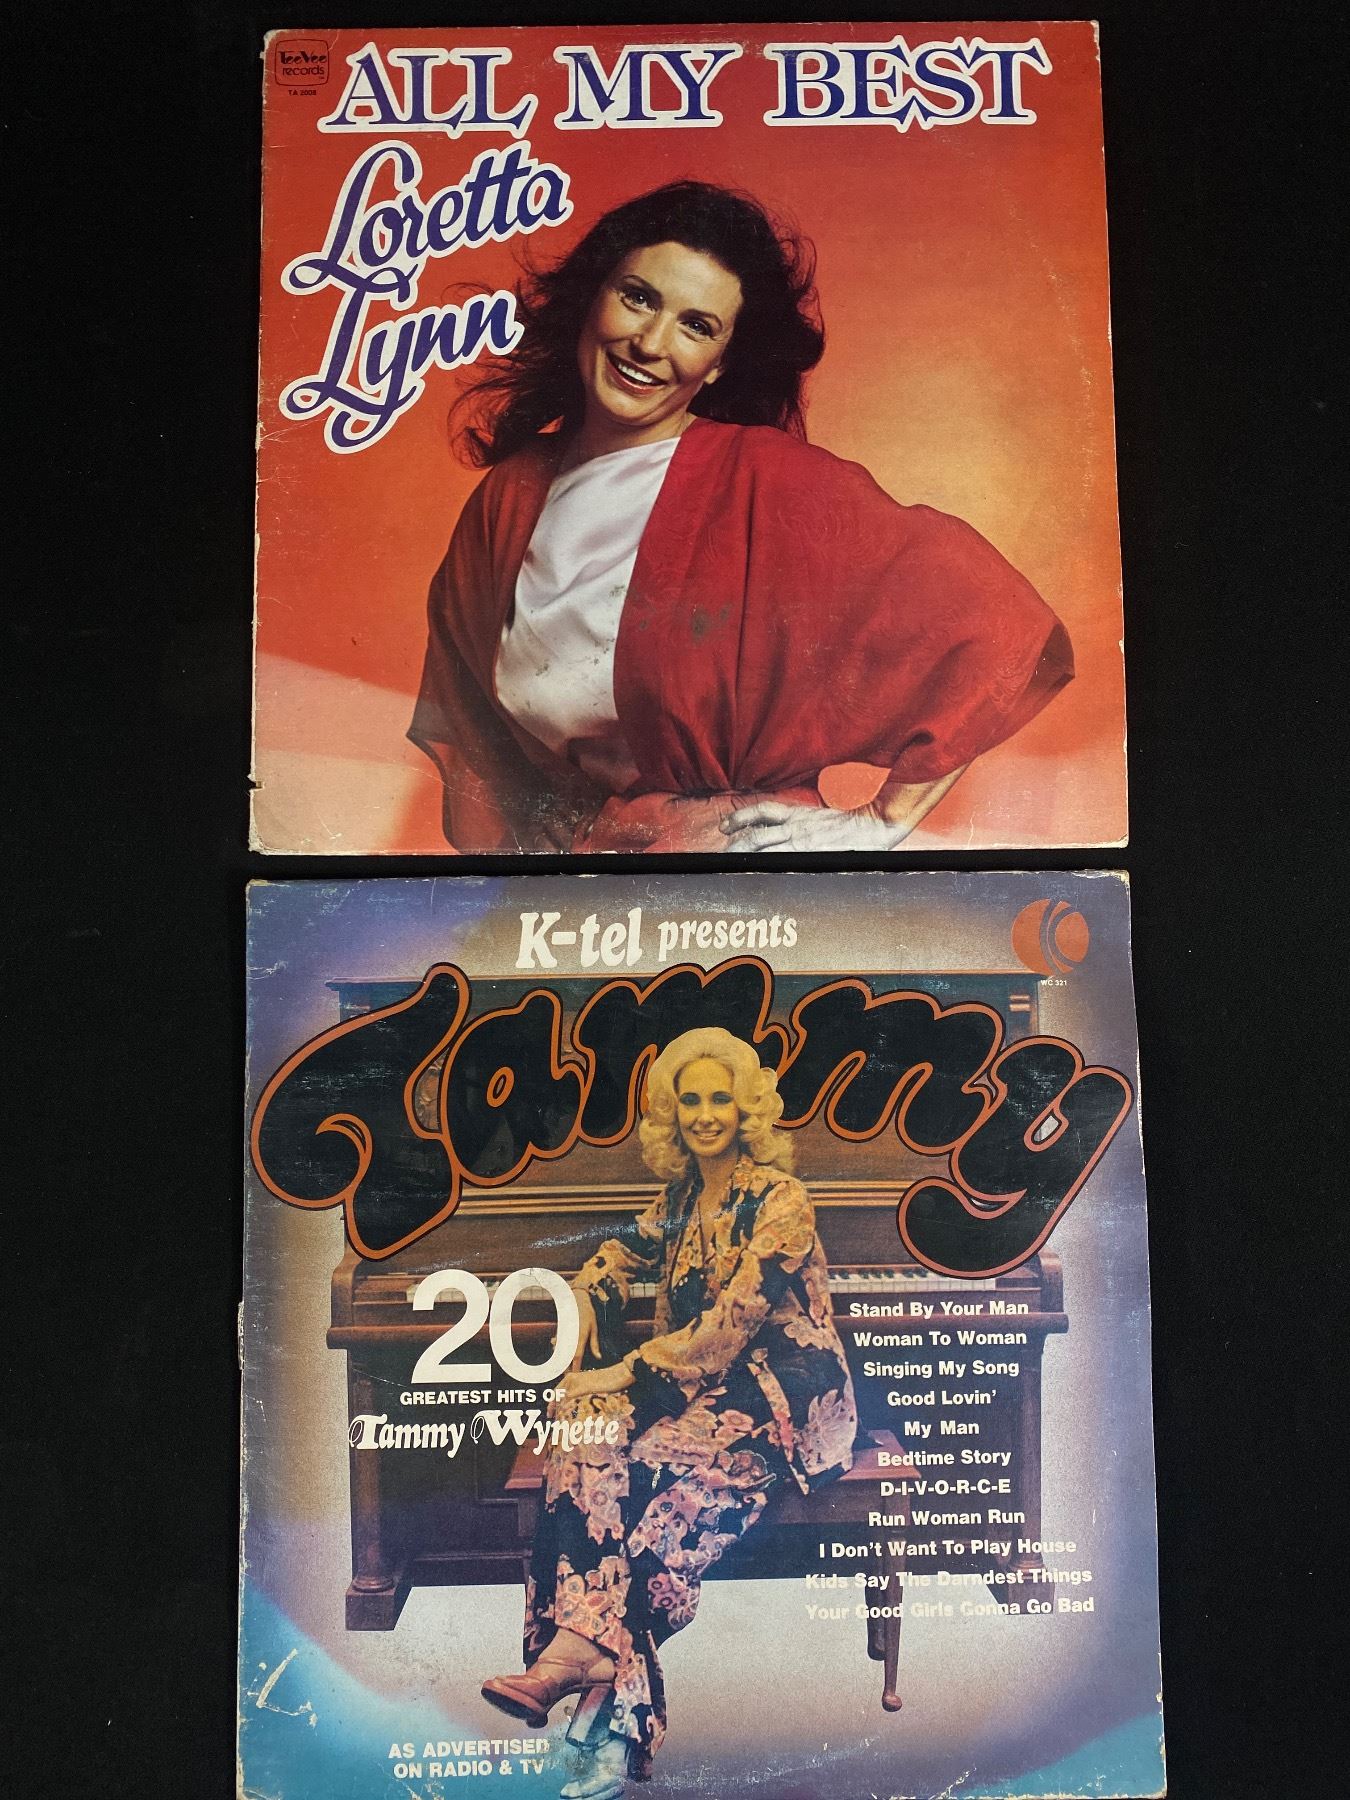 TeeVee
records
TA 2008
ALL MY BEST
Loretta
Lynn
K-tel presents
WC 321
Tammy
20
GREATEST HITS OF
Tammy Wynette
Stand By Your Man
Woman To Woman
Singing My Song
Good Lovin'
My Man
Bedtime Story
D-I-V-O-R-C-E
Run Woman Run
I Don't Want To Play House
Kids Say The Darndest Things
Your Good Girls Gonna Go Bad
AS ADVERTISED
ON RADIO & TV